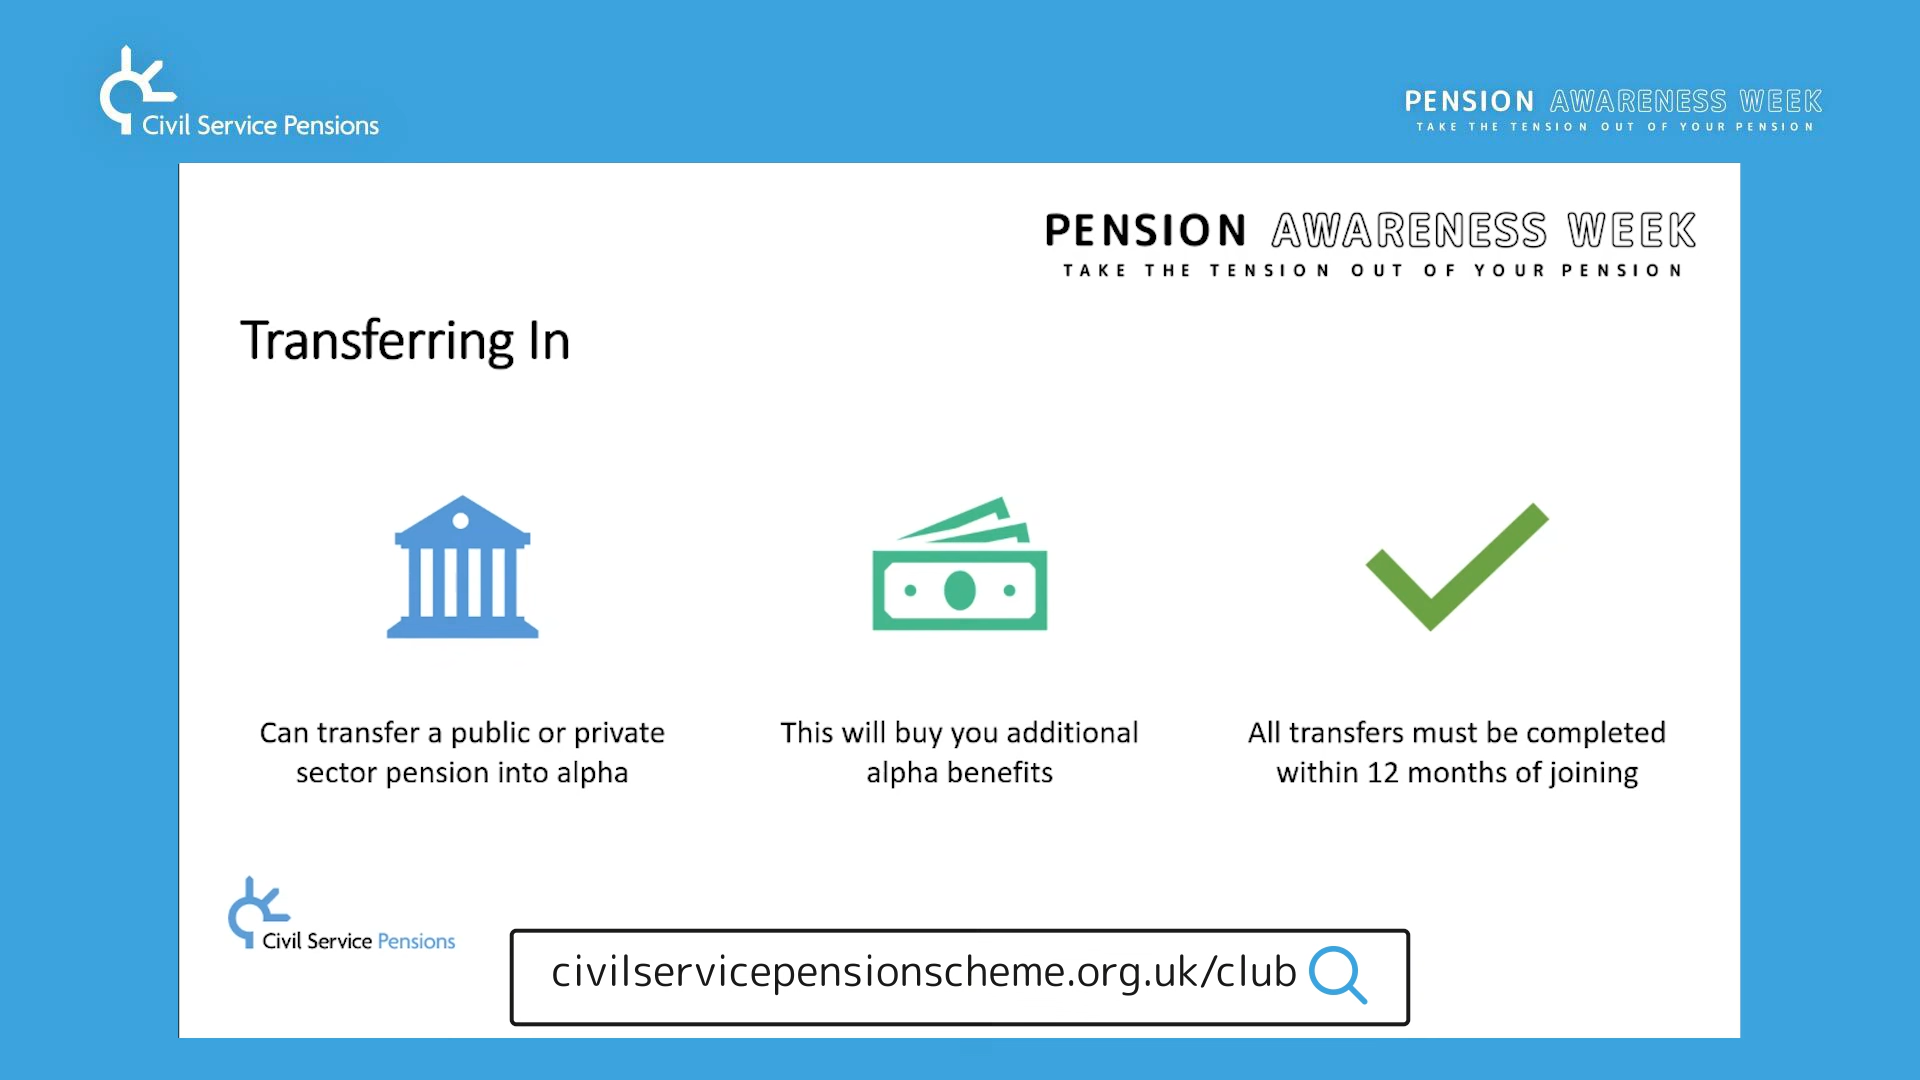 Civil Service Pensions
PENSION AWARENESS WEEK
TAKE THE TENSION OUT OF YOUR PENSION
PENSION AWARENESS WEEK
TAKE THE TENSION OUT OF YOUR PENSION
Transferring In
Can transfer a public or private
sector pension into alpha
This will buy you additional
alpha benefits
All transfers must be completed
within 12 months of joining
Civil Service Pensions
civilservicepensionscheme.org.uk/club